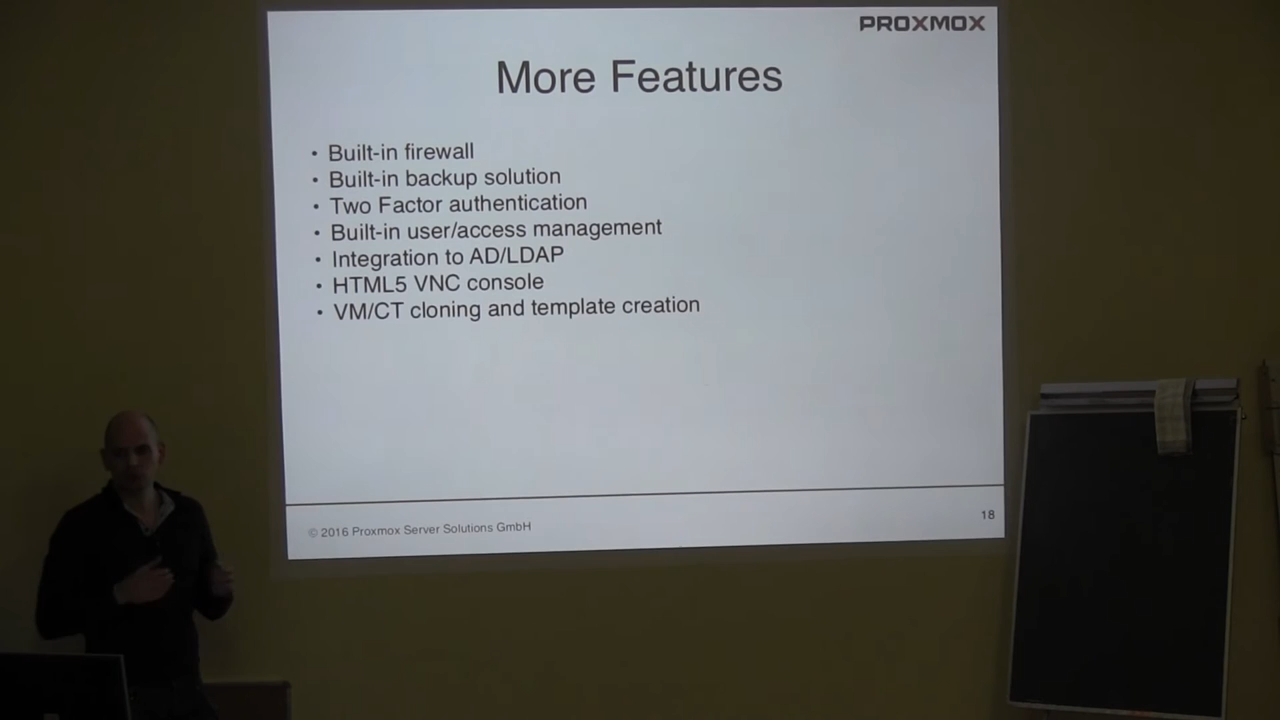 PROXMOX
More Features
• Built-in firewall
• Built-in backup solution
• Two Factor authentication
• Built-in user/access management
• Integration to AD/LDAP
• HTML5 VNC console
• VM/CT cloning and template creation
© 2016 Proxmox Server Solutions GmbH
18